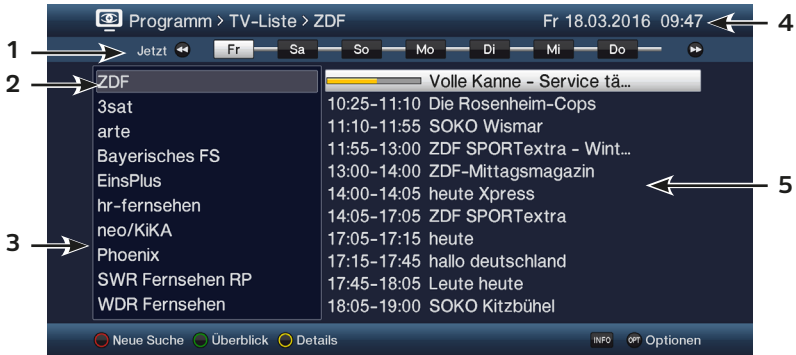 Programm > TV-Liste > ZDF Fr 18.03.2016 09:47 4
1 Jetzt Fr Sa So Mo Di Mi Do
2 ZDF Volle Kanne - Service tä...
3sat 10:25-11:10 Die Rosenheim-Cops
arte 11:10-11:55 SOKO Wismar
Bayerisches FS 11:55-13:00 ZDF SPORTextra - Wint...
EinsPlus 13:00-14:00 ZDF-Mittagsmagazin 5
hr-fernsehen 14:00-14:05 heute Xpress
neo/KiKA 14:05-17:05 ZDF SPORTextra
3 Phoenix 17:05-17:15 heute
SWR Fernsehen RP 17:15-17:45 hallo deutschland
WDR Fernsehen 17:45-18:05 Leute heute
18:05-19:00 SOKO Kitzbühel
Neue Suche Überblick Details INFO OPT Optionen